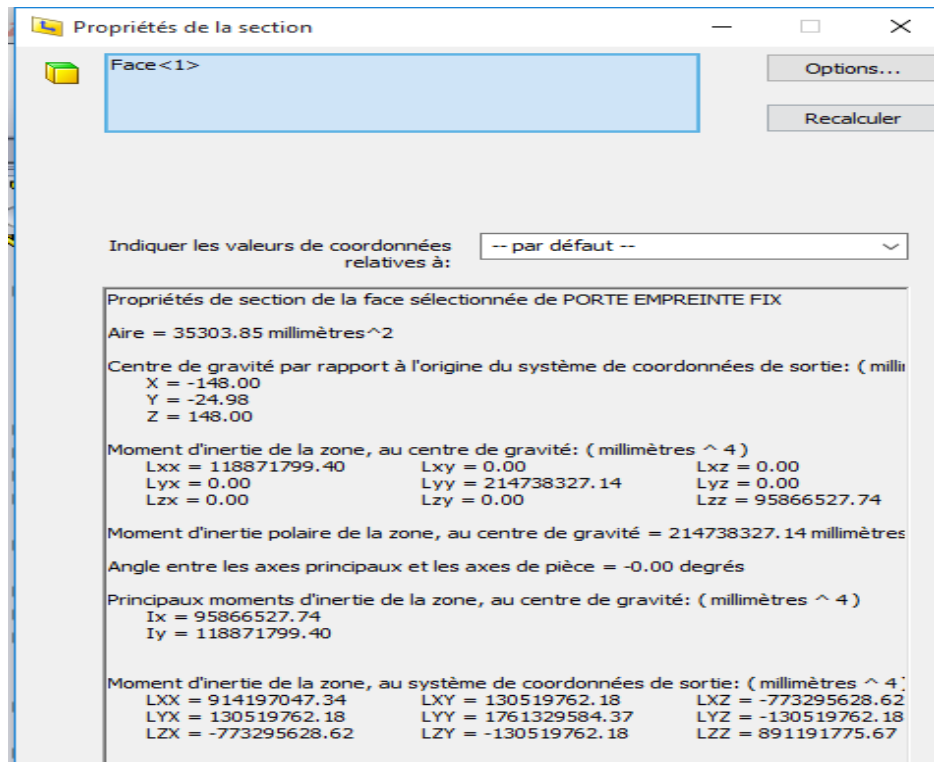 Propriétés de la section
Face<1>
Options...
Recalculer
Indiquer les valeurs de coordonnées
relatives à:
-- par défaut --
Propriétés de section de la face sélectionnée de PORTE EMPREINTE FIX
Aire = 35303.85 millimètres^2
Centre de gravité par rapport à l'origine du système de coordonnées de sortie: ( milli
X = -148.00
Y = -24.98
Z = 148.00
Moment d'inertie de la zone, au centre de gravité: ( millimètres ^ 4 )
Lxx = 118871799.40 Lxy = 0.00 Lxz = 0.00
Lyx = 0.00 Lyy = 214738327.14 Lyz = 0.00
Lzx = 0.00 Lzy = 0.00 Lzz = 95866527.74
Moment d'inertie polaire de la zone, au centre de gravité = 214738327.14 millimètres
Angle entre les axes principaux et les axes de pièce = -0.00 degrés
Principaux moments d'inertie de la zone, au centre de gravité: ( millimètres ^ 4 )
Ix = 95866527.74
Iy = 118871799.40
Moment d'inertie de la zone, au système de coordonnées de sortie: ( millimètres ^ 4 )
LXX = 914197047.34 LXY = 130519762.18 LXZ = -773295628.62
LYX = 130519762.18 LYY = 1761329584.37 LYZ = -130519762.18
LZX = -773295628.62 LZY = -130519762.18 LZZ = 891191775.67